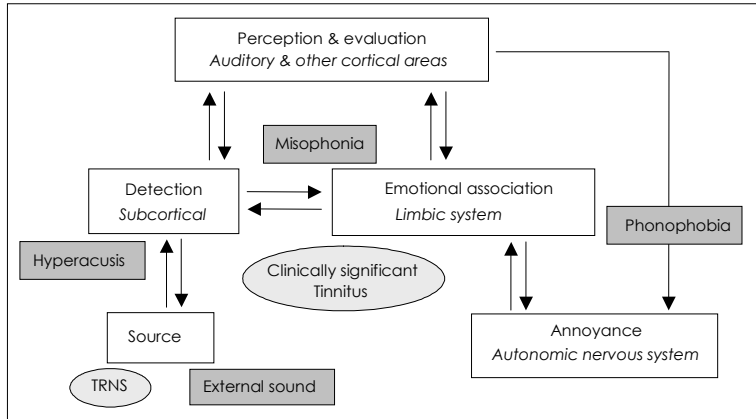 Perception & evaluation
Auditory & other cortical areas
Misophonia
Detection
Subcortical
Emotional association
Limbic system
Phonophobia
Hyperacusis
Clinically significant
Tinnitus
Source
Annoyance
Autonomic nervous system
TRNS
External sound